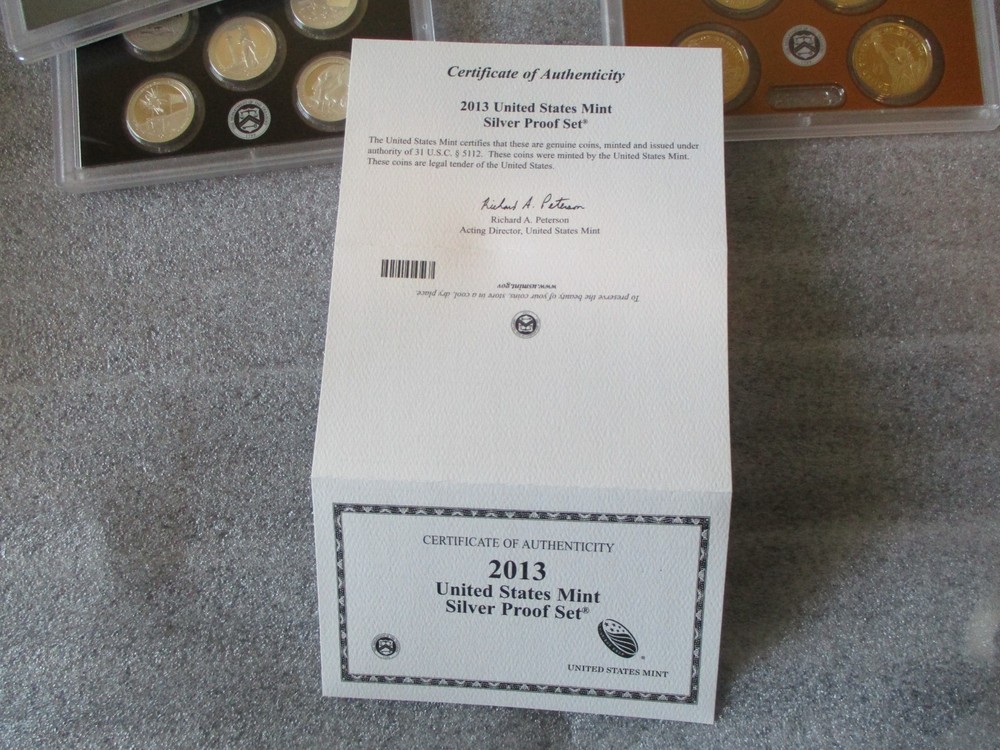 Certificate of Authenticity
2013 United States Mint
Silver Proof Set®
The United States Mint certifies that these are genuine coins, minted and issued under
authority of 31 U.S.C. § 5112. These coins were minted by the United States Mint.
These coins are legal tender of the United States.
Richard A. Peterson
Richard A. Peterson
Acting Director, United States Mint
To preserve the beauty of your coins, store in a cool, dry place.
www.usmint.gov
CERTIFICATE OF AUTHENTICITY
2013
United States Mint
Silver Proof Set®
UNITED STATES MINT